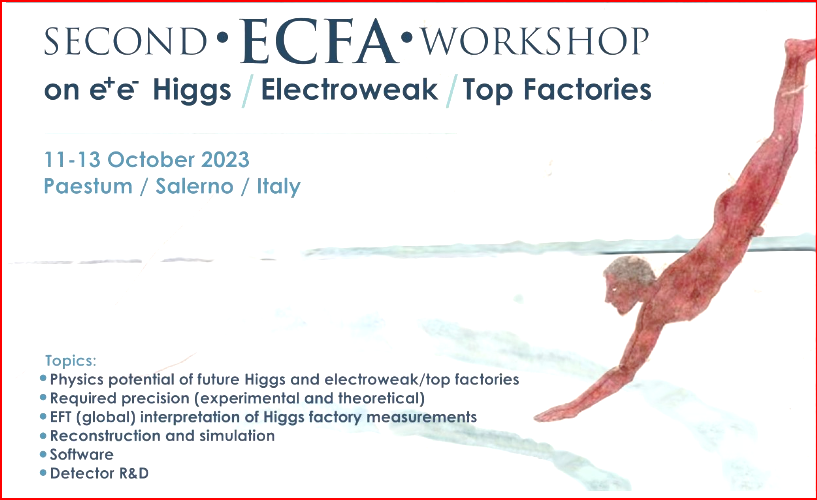 SECOND • ECFA • WORKSHOP
on e⁺e⁻ Higgs / Electroweak / Top Factories
11-13 October 2023
Paestum / Salerno / Italy
Topics:
• Physics potential of future Higgs and electroweak/top factories
• Required precision (experimental and theoretical)
• EFT (global) interpretation of Higgs factory measurements
• Reconstruction and simulation
• Software
• Detector R&D